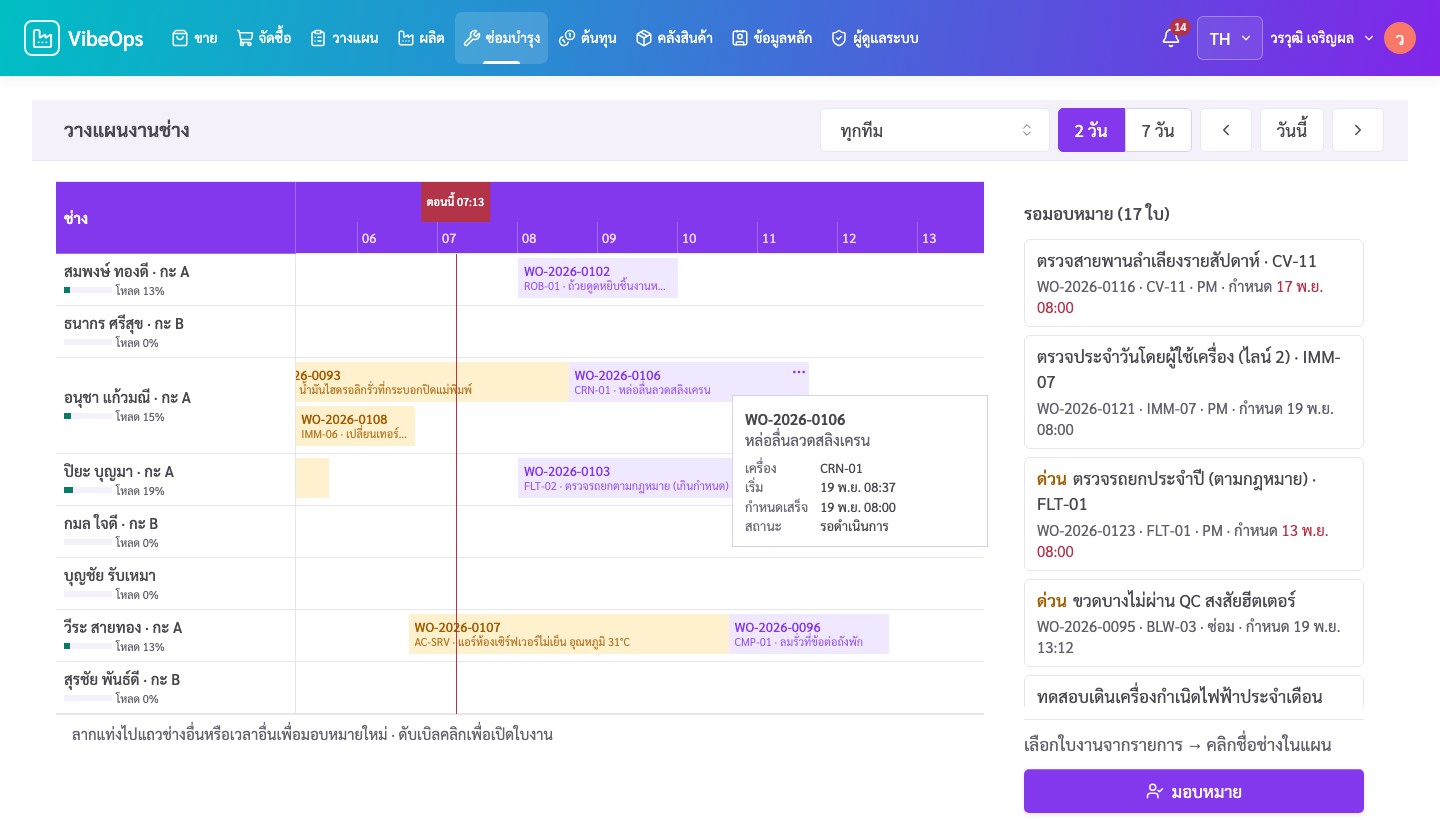 VibeOps
ขาย
จัดซื้อ
วางแผน
ผลิต
ซ่อมบำรุง
ต้นทุน
คลังสินค้า
ข้อมูลหลัก
ผู้ดูแลระบบ
14
TH
วรวุฒิ เจริญผล
ว
วางแผนงานช่าง
ทุกทีม
2 วัน
7 วัน
วันนี้
ช่าง
ตอนนี้ 07:13
06
07
08
09
10
11
12
13
สมพงษ์ ทองดี · กะ A
โหลด 13%
WO-2026-0102
ROB-01 · ถ้วยดูดหยิบชิ้นงานห...
ธนากร ศรีสุข · กะ B
โหลด 0%
อนุชา แก้วมณี · กะ A
โหลด 15%
26-0093
น้ำมันไฮดรอลิกรั่วที่กระบอกปิดแม่พิมพ์
WO-2026-0106
CRN-01 · หล่อลื่นลวดสลิงเครน
...
WO-2026-0108
IMM-06 · เปลี่ยนเทอร์...
ปิยะ บุญมา · กะ A
โหลด 19%
WO-2026-0103
FLT-02 · ตรวจรถยกตามกฎหมาย (เกินกำหนด)
กมล ใจดี · กะ B
โหลด 0%
บุญชัย รับเหมา
โหลด 0%
วีระ สายทอง · กะ A
โหลด 13%
WO-2026-0107
AC-SRV · แอร์ห้องเซิร์ฟเวอร์ไม่เย็น อุณหภูมิ 31°C
WO-2026-0096
CMP-01 · ลมรั่วที่ข้อต่อถังพัก
สุรชัย พันธ์ดี · กะ B
โหลด 0%
WO-2026-0106
หล่อลื่นลวดสลิงเครน
เครื่อง CRN-01
เริ่ม 19 พ.ย. 08:37
กำหนดเสร็จ 19 พ.ย. 08:00
สถานะ รอดำเนินการ
ลากแท่งไปแถวช่างอื่นหรือเวลาอื่นเพื่อมอบหมายใหม่ · ดับเบิลคลิกเพื่อเปิดใบงาน
รอมอบหมาย (17 ใบ)
ตรวจสายพานลำเลียงรายสัปดาห์ · CV-11
WO-2026-0116 · CV-11 · PM · กำหนด 17 พ.ย.
08:00
ตรวจประจำวันโดยผู้ใช้เครื่อง (ไลน์ 2) · IMM-
07
WO-2026-0121 · IMM-07 · PM · กำหนด 19 พ.ย.
08:00
ด่วน ตรวจรถยกประจำปี (ตามกฎหมาย) ·
FLT-01
WO-2026-0123 · FLT-01 · PM · กำหนด 13 พ.ย.
08:00
ด่วน ขวดบางไม่ผ่าน QC สงสัยฮีตเตอร์
WO-2026-0095 · BLW-03 · ซ่อม · กำหนด 19 พ.ย.
13:12
ทดสอบเดินเครื่องกำเนิดไฟฟ้าประจำเดือน
เลือกใบงานจากรายการ → คลิกชื่อช่างในแผน
มอบหมาย